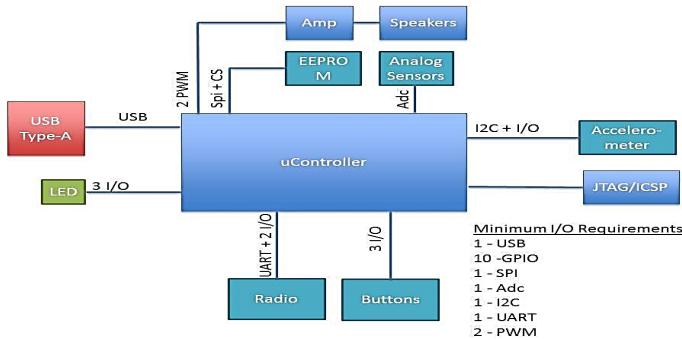 Amp
Speakers
2 PWM
Spi + CS
EEPRO
M
Analog
Sensors
Adc
USB
Type-A
USB
uController
I2C + I/O
Accelero-
meter
LED
3 I/O
JTAG/ICSP
UART + 2 I/O
3 I/O
Radio
Buttons
Minimum I/O Requirements
1 - USB
10 -GPIO
1 - SPI
1 - Adc
1 - I2C
1 - UART
2 - PWM